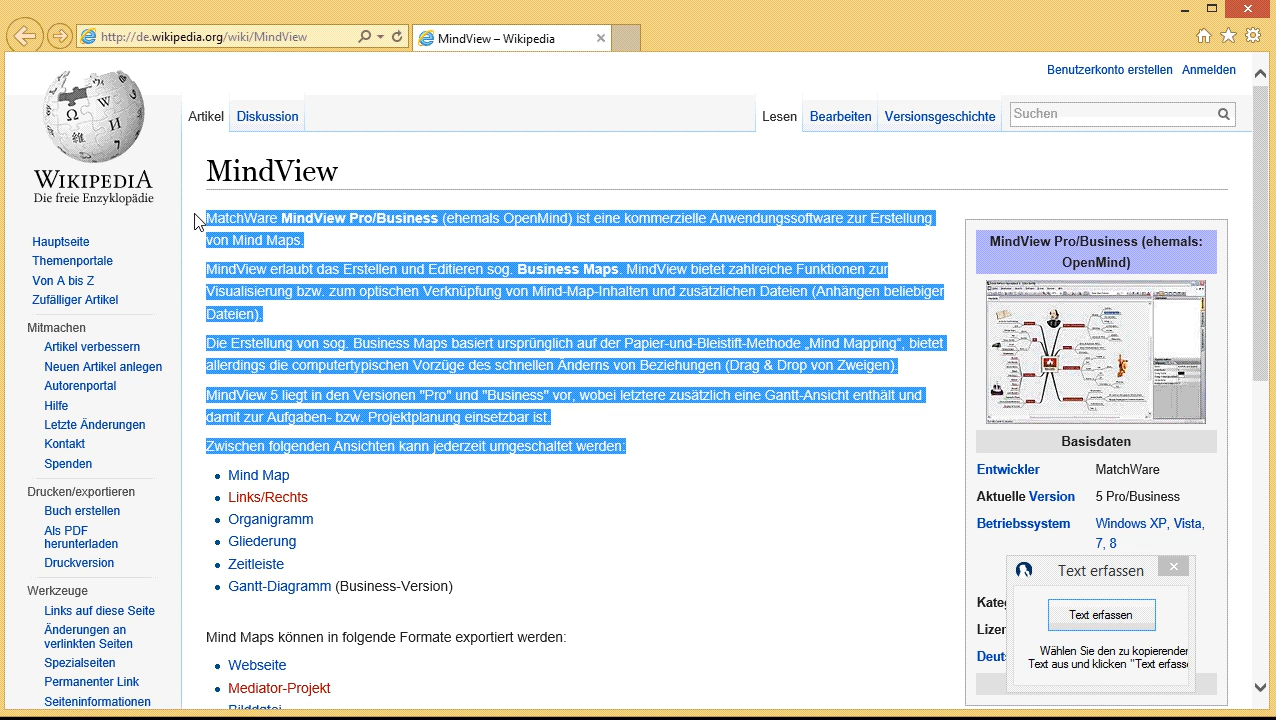 http://de.wikipedia.org/wiki/MindView
MindView – Wikipedia
Benutzerkonto erstellen Anmelden
Artikel Diskussion Lesen Bearbeiten Versionsgeschichte Suchen
WIKIPEDIA
Die freie Enzyklopädie
Hauptseite
Themenportale
Von A bis Z
Zufälliger Artikel
Mitmachen
Artikel verbessern
Neuen Artikel anlegen
Autorenportal
Hilfe
Letzte Änderungen
Kontakt
Spenden
Drucken/exportieren
Buch erstellen
Als PDF
herunterladen
Druckversion
Werkzeuge
Links auf diese Seite
Änderungen an
verlinkten Seiten
Spezialseiten
Permanenter Link
Seiteninformationen
MindView
MatchWare MindView Pro/Business (ehemals OpenMind) ist eine kommerzielle Anwendungssoftware zur Erstellung
von Mind Maps.
MindView erlaubt das Erstellen und Editieren sog. Business Maps. MindView bietet zahlreiche Funktionen zur
Visualisierung bzw. zum optischen Verknüpfung von Mind-Map-Inhalten und zusätzlichen Dateien (Anhängen beliebiger
Dateien).
Die Erstellung von sog. Business Maps basiert ursprünglich auf der Papier-und-Bleistift-Methode „Mind Mapping“, bietet
allerdings die computertypischen Vorzüge des schnellen Änderns von Beziehungen (Drag & Drop von Zweigen).
MindView 5 liegt in den Versionen "Pro" und "Business" vor, wobei letztere zusätzlich eine Gantt-Ansicht enthält und
damit zur Aufgaben- bzw. Projektplanung einsetzbar ist.
Zwischen folgenden Ansichten kann jederzeit umgeschaltet werden:
Mind Map
Links/Rechts
Organigramm
Gliederung
Zeitleiste
Gantt-Diagramm (Business-Version)
Mind Maps können in folgende Formate exportiert werden:
Webseite
Mediator-Projekt
Bilddatei
MindView Pro/Business (ehemals:
OpenMind)
Basisdaten
Entwickler MatchWare
Aktuelle Version 5 Pro/Business
Betriebssystem Windows XP, Vista,
7, 8
Kateg
Lizen
Deuts
Text erfassen
Text erfassen
Wählen Sie den zu kopierenden
Text aus und klicken "Text erfasse